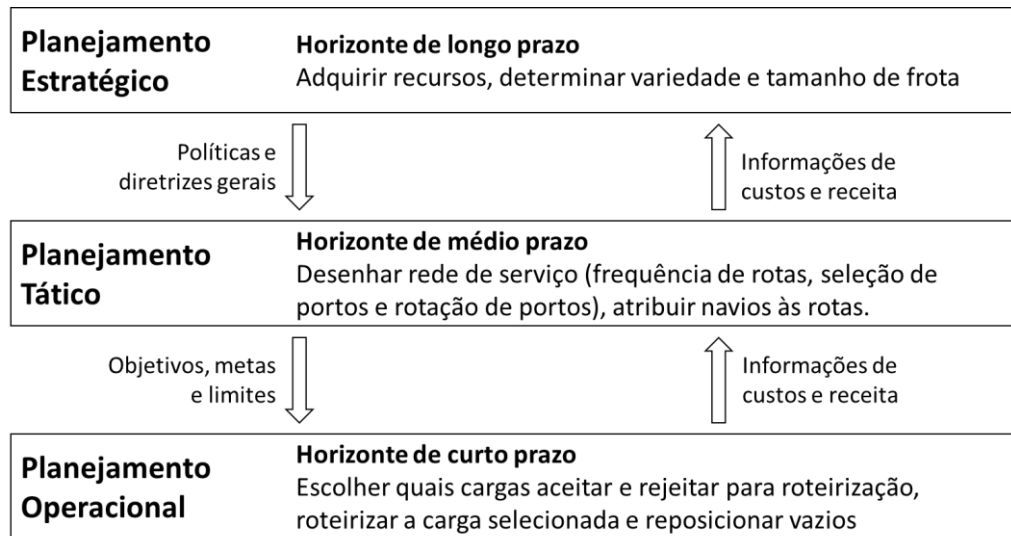 Planejamento
Estratégico
Horizonte de longo prazo
Adquirir recursos, determinar variedade e tamanho de frota
Políticas e
diretrizes gerais
Informações de
custos e receita
Planejamento
Tático
Horizonte de médio prazo
Desenhar rede de serviço (frequência de rotas, seleção de
portos e rotação de portos), atribuir navios às rotas.
Objetivos, metas
e limites
Informações de
custos e receita
Planejamento
Operacional
Horizonte de curto prazo
Escolher quais cargas aceitar e rejeitar para roteirização,
roteirizar a carga selecionada e reposicionar vazios